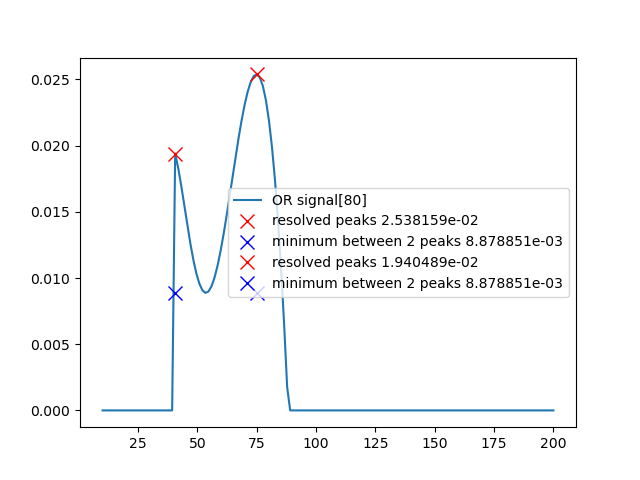 0.025
0.020
0.015
0.010
0.005
0.000
OR signal[80]
resolved peaks 2.538159e-02
minimum between 2 peaks 8.878851e-03
resolved peaks 1.940489e-02
minimum between 2 peaks 8.878851e-03
25 50 75 100 125 150 175 200